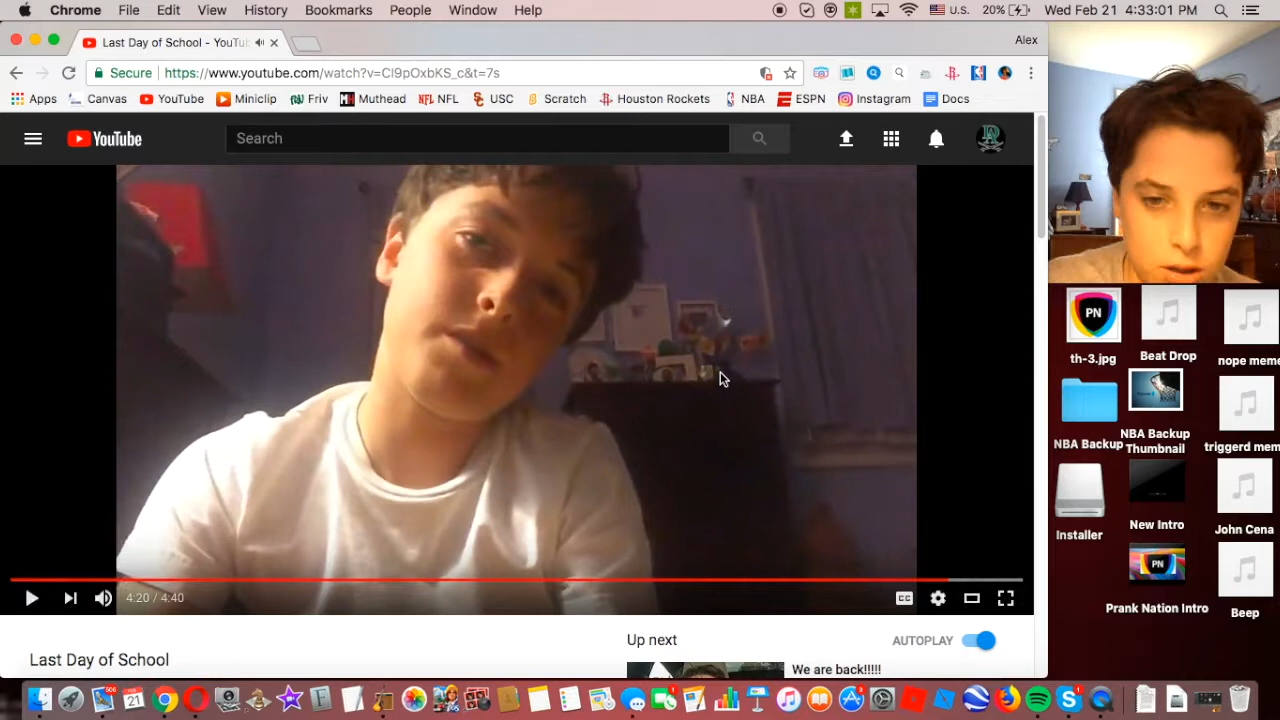 Chrome File Edit View History Bookmarks People Window Help U.S. 20% Wed Feb 21 4:33:01 PM
Last Day of School - YouTu Alex
Secure https://www.youtube.com/watch?v=Cl9pOxbKS_c&t=7s
Apps Canvas YouTube Miniclip Friv Muthead NFL USC Scratch Houston Rockets NBA ESPN Instagram Docs
YouTube Search
PN
th-3.jpg
Beat Drop
nope meme
NBA Backup
NBA Backup
Thumbnail
triggerd mem
Installer
New Intro
John Cena
PN
Prank Nation Intro
Beep
4:20 / 4:40 CC
Up next AUTOPLAY
Last Day of School
We are back!!!!!